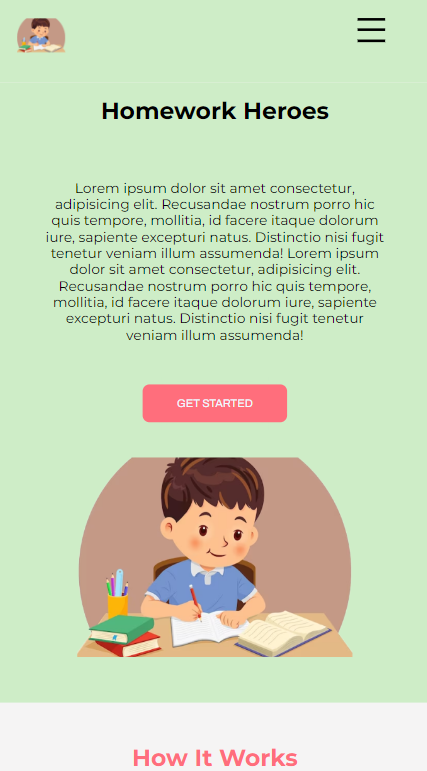 Homework Heroes
Lorem ipsum dolor sit amet consectetur,
adipisicing elit. Recusandae nostrum porro hic
quis tempore, mollitia, id facere itaque dolorum
iure, sapiente excepturi natus. Distinctio nisi fugit
tenetur veniam illum assumenda! Lorem ipsum
dolor sit amet consectetur, adipisicing elit.
Recusandae nostrum porro hic quis tempore,
mollitia, id facere itaque dolorum iure, sapiente
excepturi natus. Distinctio nisi fugit tenetur
veniam illum assumenda!
GET STARTED
How It Works